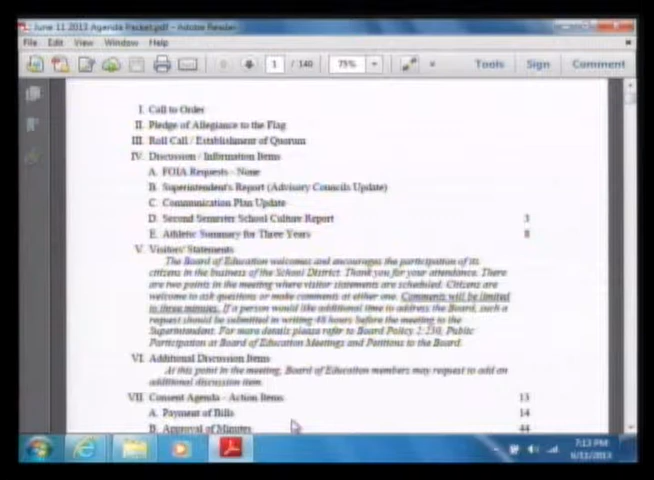 June 11 2013 Agenda Packet.pdf - Adobe Reader
File Edit View Window Help
1 / 140 75% Tools Sign Comment
I. Call to Order
II. Pledge of Allegiance to the Flag
III. Roll Call / Establishment of Quorum
IV. Discussion / Information Items
A. FOIA Requests - None
B. Superintendent's Report (Advisory Councils Update)
C. Communication Plan Update
D. Second Semester School Culture Report 3
E. Athletic Summary for Three Years 8
V. Visitors' Statements
The Board of Education welcomes and encourages the participation of its
citizens in the business of the School District. Thank you for your attendance. There
are two points in the meeting where visitor statements are scheduled. Citizens are
welcome to ask questions or make comments at either one. Comments will be limited
to three minutes. If a person would like additional time to address the Board, such a
request should be submitted in writing 48 hours before the meeting to the
Superintendent. For more details please refer to Board Policy 2:230, Public
Participation at Board of Education Meetings and Petitions to the Board.
VI. Additional Discussion Items
At this point in the meeting, Board of Education members may request to add an
additional discussion item.
VII. Consent Agenda - Action Items 13
A. Payment of Bills 14
B. Approval of Minutes 44
7:13 PM
6/11/2013